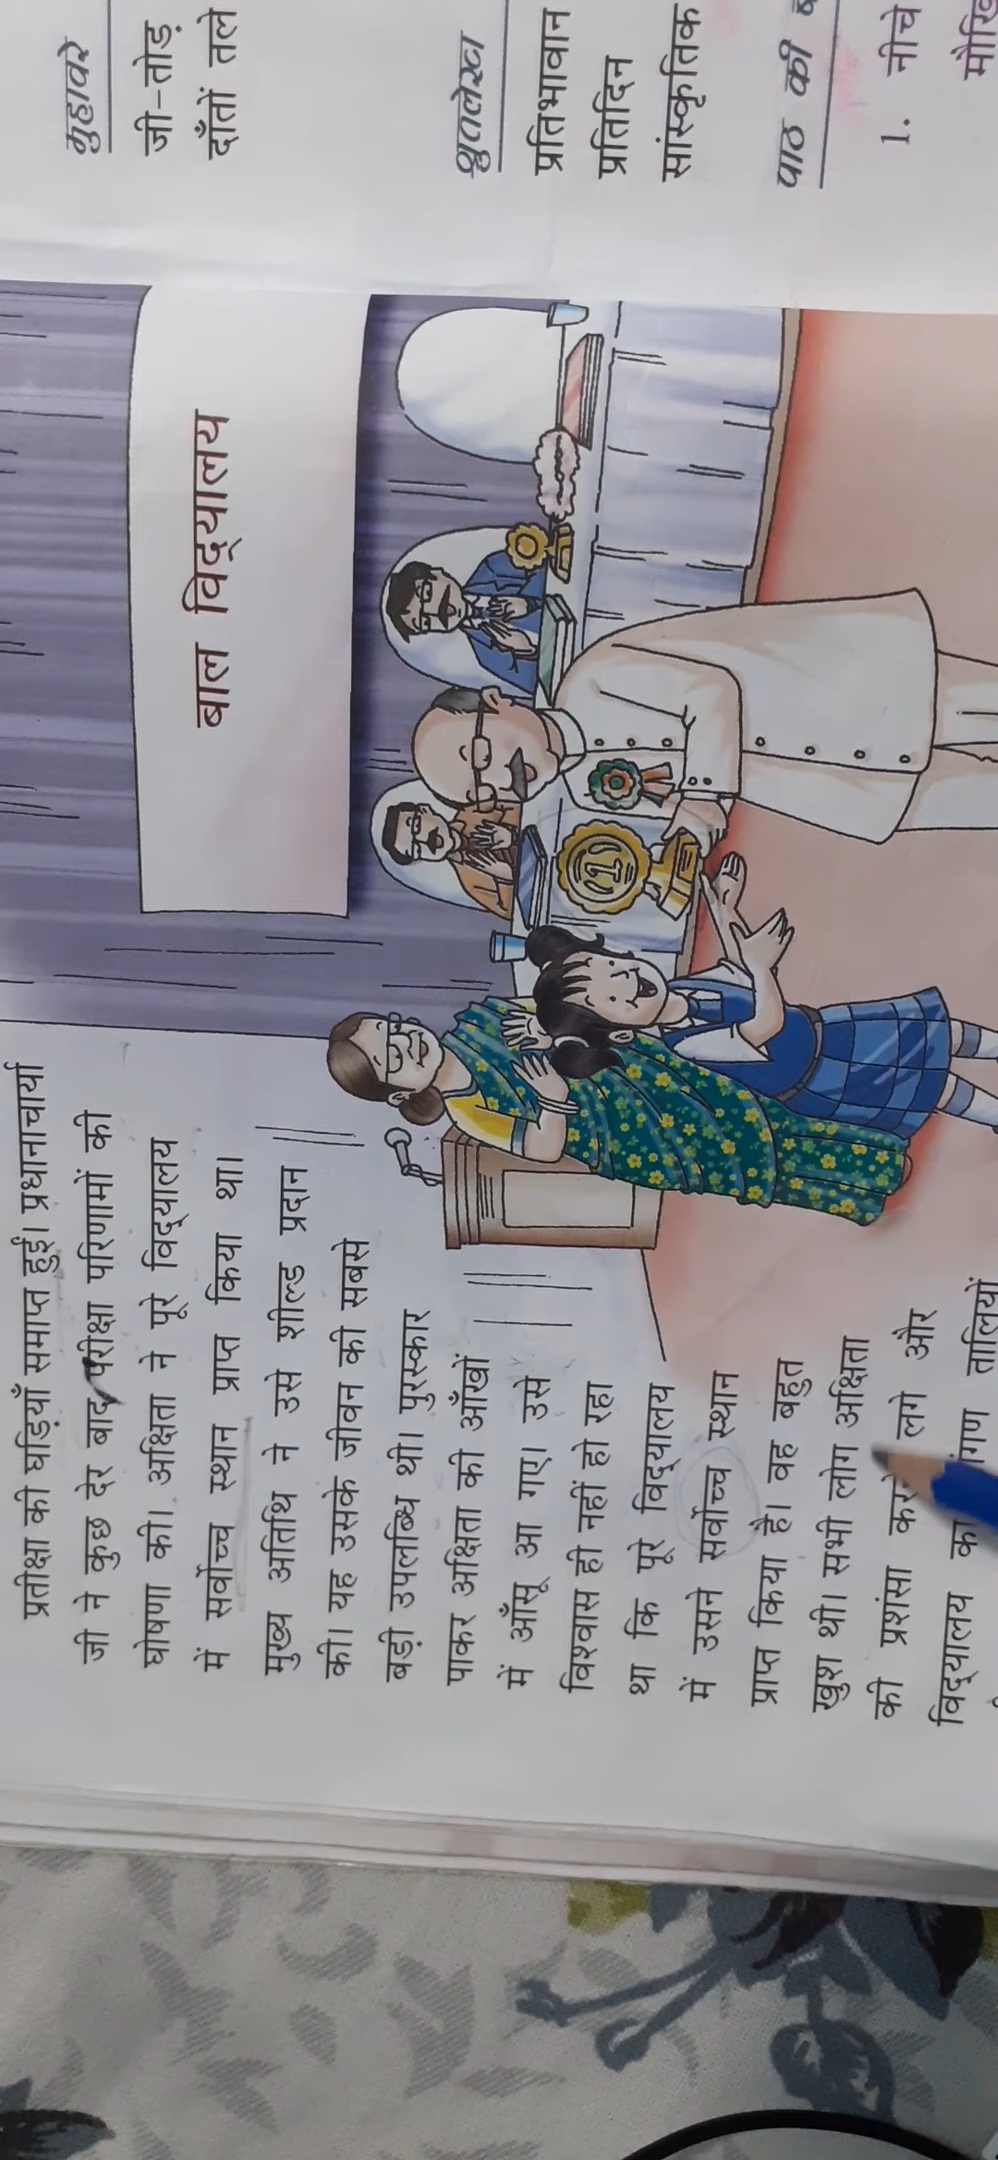 प्रतीक्षा की घड़ियाँ समाप्त हुईं। प्रधानाचार्या
जी ने कुछ देर बाद परीक्षा परिणामों की
घोषणा की। अक्षिता ने पूरे विद्यालय
में सर्वोच्च स्थान प्राप्त किया था।
मुख्य अतिथि ने उसे शील्ड प्रदान
की। यह उसके जीवन की सबसे
बड़ी उपलब्धि थी। पुरस्कार
पाकर अक्षिता की आँखों
में आँसू आ गए। उसे
विश्वास ही नहीं हो रहा
था कि पूरे विद्यालय
में उसने सर्वोच्च स्थान
प्राप्त किया है। वह बहुत
खुश थी। सभी लोग अक्षिता
की प्रशंसा करने लगे और
विद्यालय का तालियों
बाल विद्यालय
मुहावरे
जी-तोड़
दाँतों तले
श्रुतलेख
प्रतिभावान
प्रतिदिन
सांस्कृतिक
पाठ की
1. नीचे